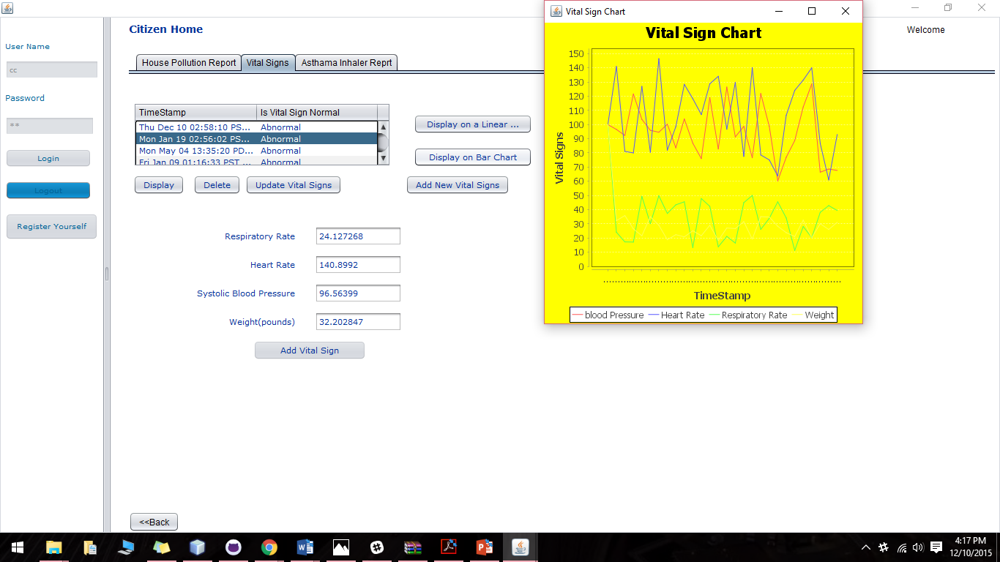 Vital Sign Chart
Citizen Home
Welcome
User Name
cc
Password
**
Login
Logout
Register Yourself
House Pollution Report
Vital Signs
Asthama Inhaler Reprt
TimeStamp
Is Vital Sign Normal
Thu Dec 10 02:58:10 PS... Abnormal
Mon Jan 19 02:56:02 PS... Abnormal
Mon May 04 13:35:20 PD... Abnormal
Fri Jan 09 01:16:33 PST ... Abnormal
Display on a Linear ...
Display on Bar Chart
Display
Delete
Update Vital Signs
Add New Vital Signs
Respiratory Rate 24.127268
Heart Rate 140.8992
Systolic Blood Pressure 96.56399
Weight(pounds) 32.202847
Add Vital Sign
<<Back
Vital Sign Chart
Vital Signs
150
140
130
120
110
100
90
80
70
60
50
40
30
20
10
0
TimeStamp
blood Pressure
Heart Rate
Respiratory Rate
Weight
4:17 PM
12/10/2015